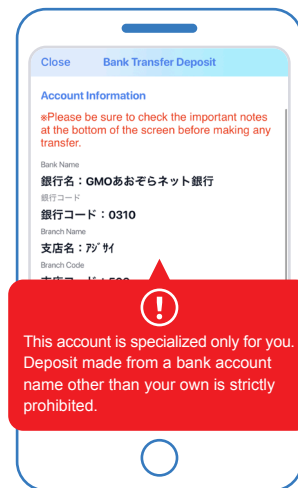 Close Bank Transfer Deposit
Account Information
※Please be sure to check the important notes
at the bottom of the screen before making any
transfer.
Bank Name
銀行名：GMOあおぞらネット銀行
銀行コード
銀行コード：0310
Branch Name
支店名：ｱｼﾞｻｲ
Branch Code
This account is specialized only for you.
Deposit made from a bank account
name other than your own is strictly
prohibited.